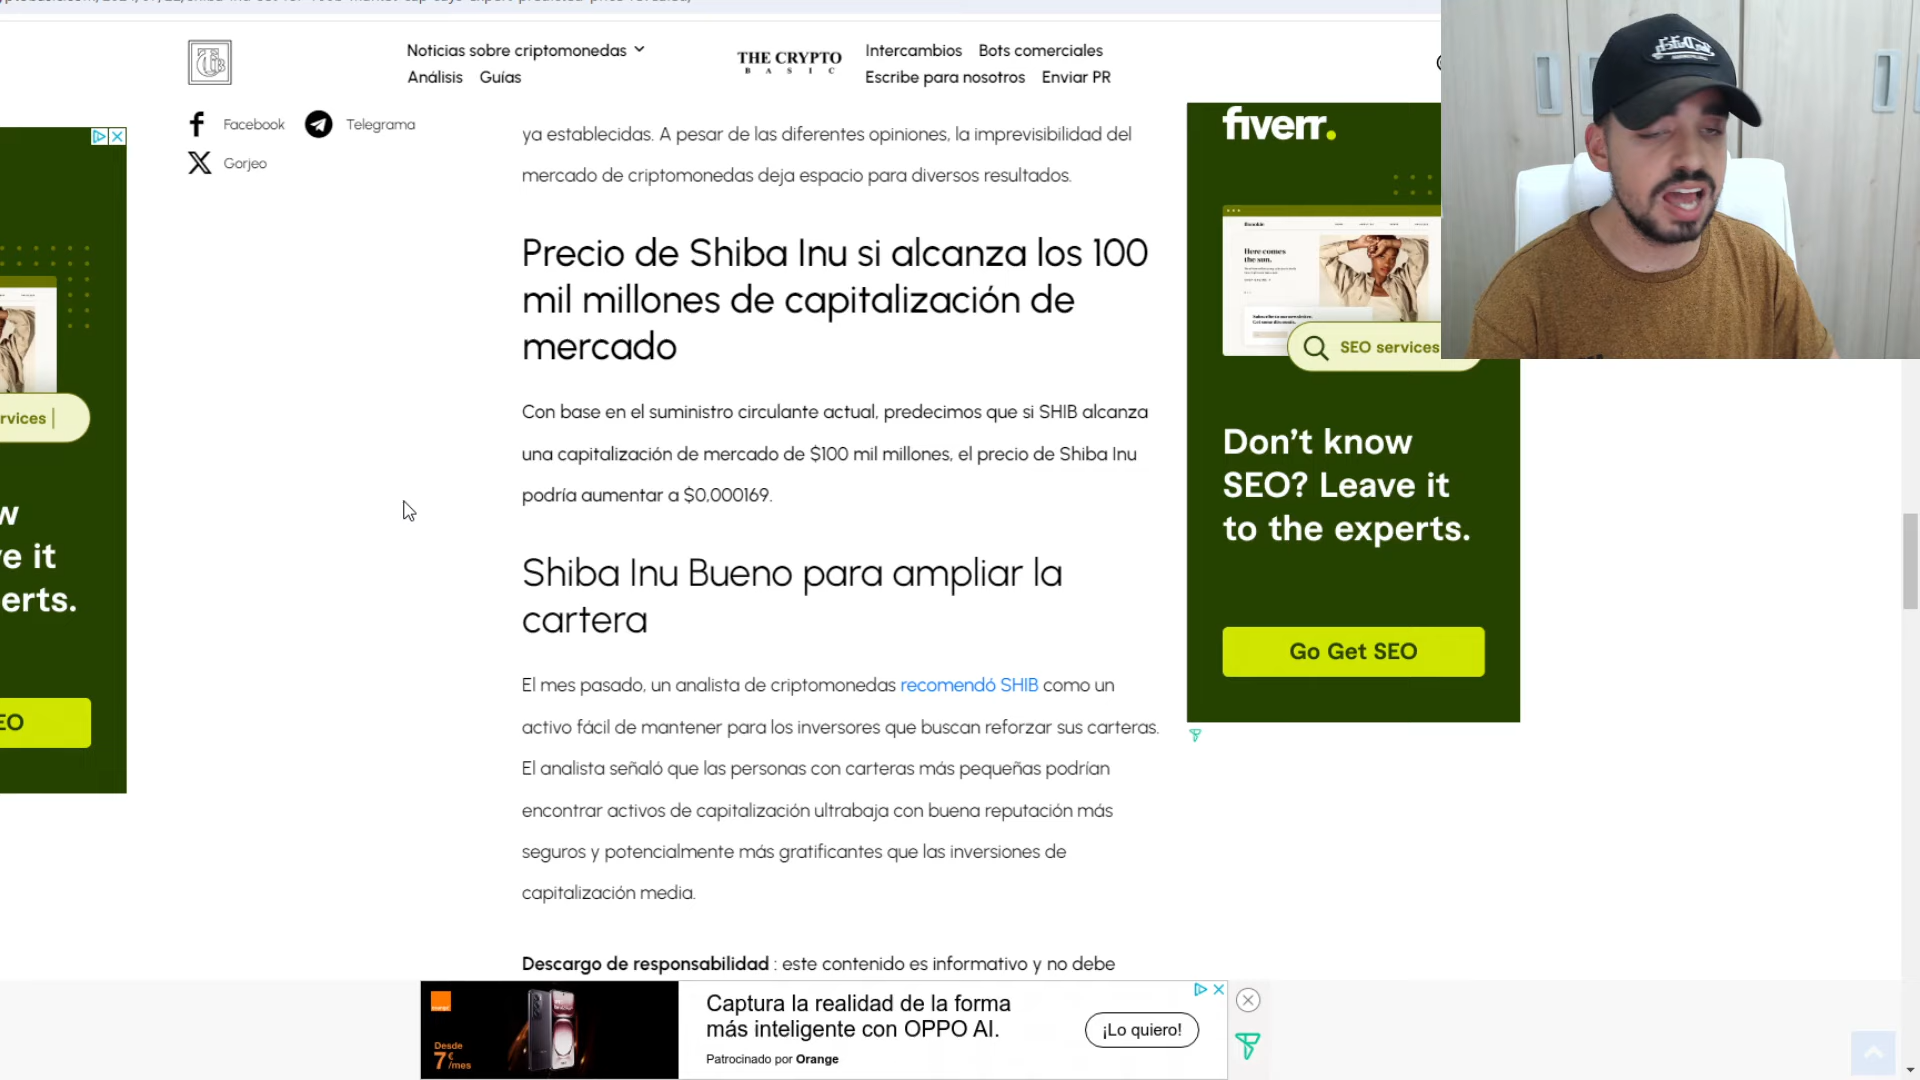 Noticias sobre criptomonedas
Análisis Guías
THE CRYPTO
BASIC
Intercambios Bots comerciales
Escribe para nosotros Enviar PR
Facebook Telegrama
Gorjeo
ya establecidas. A pesar de las diferentes opiniones, la imprevisibilidad del
mercado de criptomonedas deja espacio para diversos resultados.
Precio de Shiba Inu si alcanza los 100
mil millones de capitalización de
mercado
Con base en el suministro circulante actual, predecimos que si SHIB alcanza
una capitalización de mercado de $100 mil millones, el precio de Shiba Inu
podría aumentar a $0,000169.
Shiba Inu Bueno para ampliar la
cartera
El mes pasado, un analista de criptomonedas recomendó SHIB como un
activo fácil de mantener para los inversores que buscan reforzar sus carteras.
El analista señaló que las personas con carteras más pequeñas podrían
encontrar activos de capitalización ultrabaja con buena reputación más
seguros y potencialmente más gratificantes que las inversiones de
capitalización media.
Descargo de responsabilidad : este contenido es informativo y no debe
fiverr.
Here comes
the sun.
SEO services
Don't know
SEO? Leave it
to the experts.
Go Get SEO
rvices
w
e it
erts.
EO
Desde
7€/mes
Captura la realidad de la forma
más inteligente con OPPO AI.
Patrocinado por Orange
¡Lo quiero!